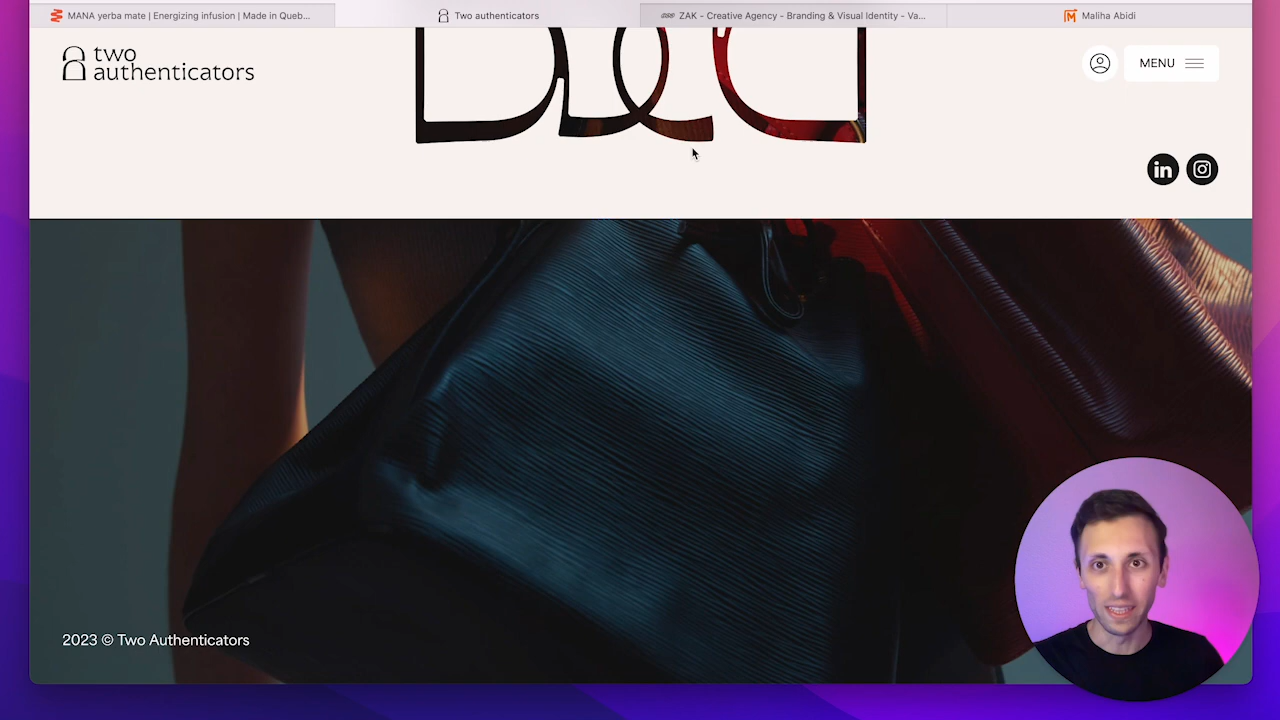 MANA yerba mate | Energizing infusion | Made in Queb...
Two authenticators
ZAK - Creative Agency - Branding & Visual Identity - Va...
Maliha Abidi
two
authenticators
MENU
in
2023 © Two Authenticators